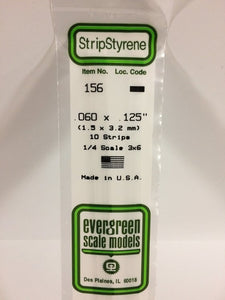 StripStyrene
Item No. Loc. Code
156
.060 x .125"
(1.5 x 3.2 mm)
10 Strips
1/4 Scale 3x6
Made in U.S.A.
evergreen
scale models
Des Plaines, IL 60018